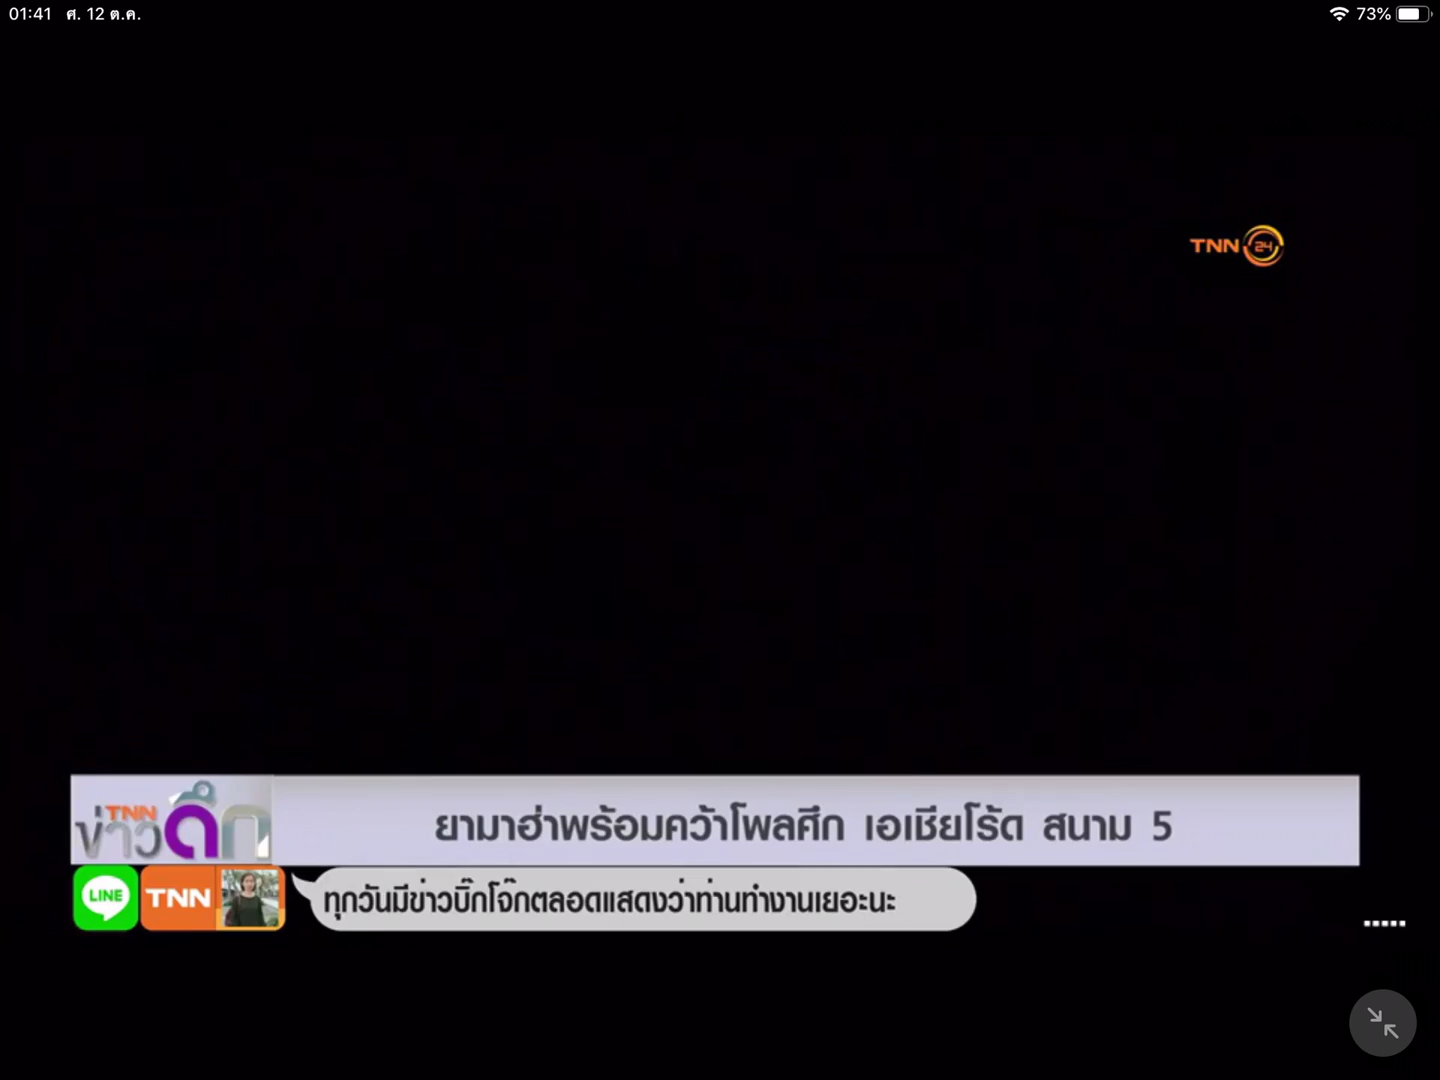 01:41 ศ. 12 ต.ค.
73%
TNN 24
TNN
ข่าวดึก
ยามาฮ่าพร้อมคว้าโพลศึก เอเชียโร้ด สนาม 5
LINE
TNN
ทุกวันมีข่าวบิ๊กโจ๊กตลอดแสดงว่าท่านทำงานเยอะนะ